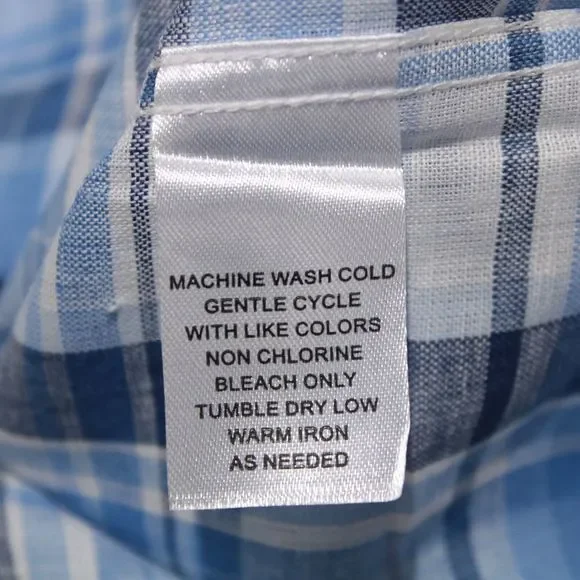 MACHINE WASH COLD
GENTLE CYCLE
WITH LIKE COLORS
NON CHLORINE
BLEACH ONLY
TUMBLE DRY LOW
WARM IRON
AS NEEDED